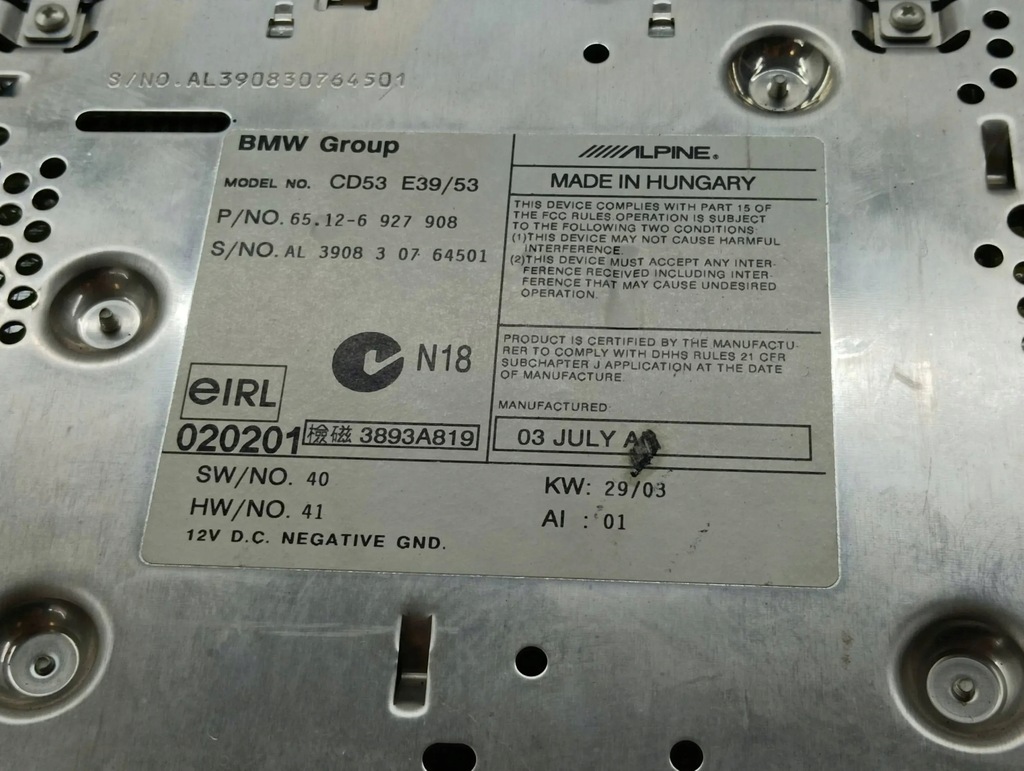 S/NO.AL390830764501
BMW Group
MODEL NO. CD53 E39/53
P/NO. 65.12-6 927 908
S/NO. AL 3908 3 07 64501
N18
eIRL
020201
檢磁 3893A819
ALPINE®
MADE IN HUNGARY
THIS DEVICE COMPLIES WITH PART 15 OF
THE FCC RULES OPERATION IS SUBJECT
TO THE FOLLOWING TWO CONDITIONS:
(1)THIS DEVICE MAY NOT CAUSE HARMFUL
INTERFERENCE.
(2)THIS DEVICE MUST ACCEPT ANY INTER-
FERENCE RECEIVED INCLUDING INTER-
FERENCE THAT MAY CAUSE UNDESIRED
OPERATION.
PRODUCT IS CERTIFIED BY THE MANUFACTU-
RER TO COMPLY WITH DHHS RULES 21 CFR
SUBCHAPTER J APPLICATION AT THE DATE
OF MANUFACTURE.
MANUFACTURED:
03 JULY
SW/NO. 40
HW/NO. 41
12V D.C. NEGATIVE GND.
KW: 29/03
AI : 01